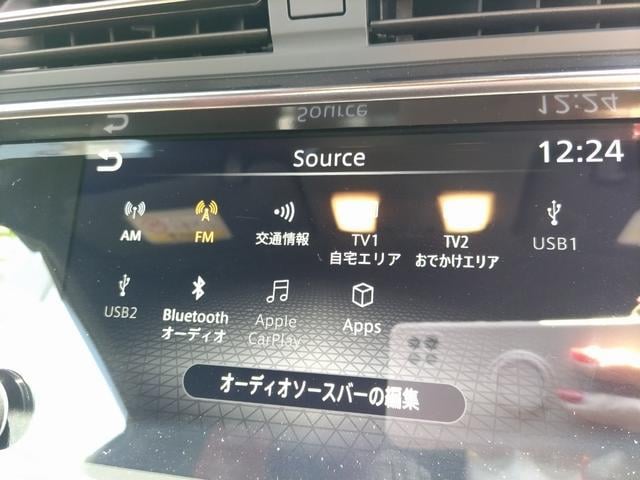 Source
12:24
AM
FM
交通情報
TV1
自宅エリア
TV2
おでかけエリア
USB1
USB2
Bluetooth
オーディオ
Apple
CarPlay
Apps
オーディオソースバーの編集